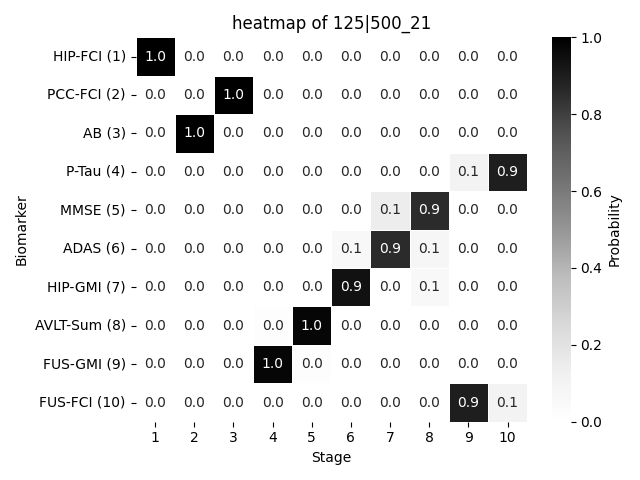 heatmap of 125|500_21
HIP-FCI (1) 1.0 0.0 0.0 0.0 0.0 0.0 0.0 0.0 0.0 0.0
PCC-FCI (2) 0.0 0.0 1.0 0.0 0.0 0.0 0.0 0.0 0.0 0.0
AB (3) 0.0 1.0 0.0 0.0 0.0 0.0 0.0 0.0 0.0 0.0
P-Tau (4) 0.0 0.0 0.0 0.0 0.0 0.0 0.0 0.0 0.1 0.9
MMSE (5) 0.0 0.0 0.0 0.0 0.0 0.0 0.1 0.9 0.0 0.0
ADAS (6) 0.0 0.0 0.0 0.0 0.0 0.1 0.9 0.1 0.0 0.0
HIP-GMI (7) 0.0 0.0 0.0 0.0 0.0 0.9 0.0 0.1 0.0 0.0
AVLT-Sum (8) 0.0 0.0 0.0 0.0 1.0 0.0 0.0 0.0 0.0 0.0
FUS-GMI (9) 0.0 0.0 0.0 1.0 0.0 0.0 0.0 0.0 0.0 0.0
FUS-FCI (10) 0.0 0.0 0.0 0.0 0.0 0.0 0.0 0.0 0.9 0.1
1 2 3 4 5 6 7 8 9 10
Stage
Biomarker
1.0
0.8
0.6
0.4
0.2
0.0
Probability